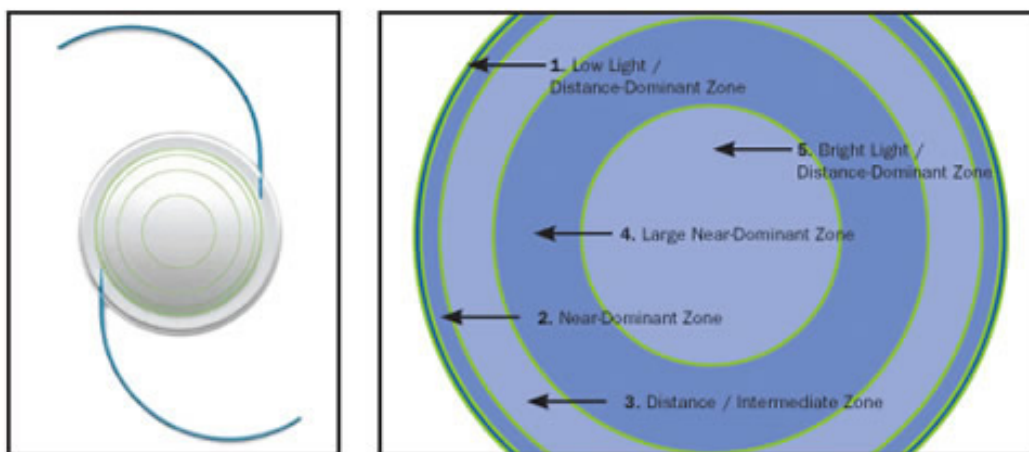 1. Low Light /
Distance-Dominant Zone
5. Bright Light /
Distance-Dominant Zone
4. Large Near-Dominant Zone
2. Near-Dominant Zone
3. Distance / Intermediate Zone